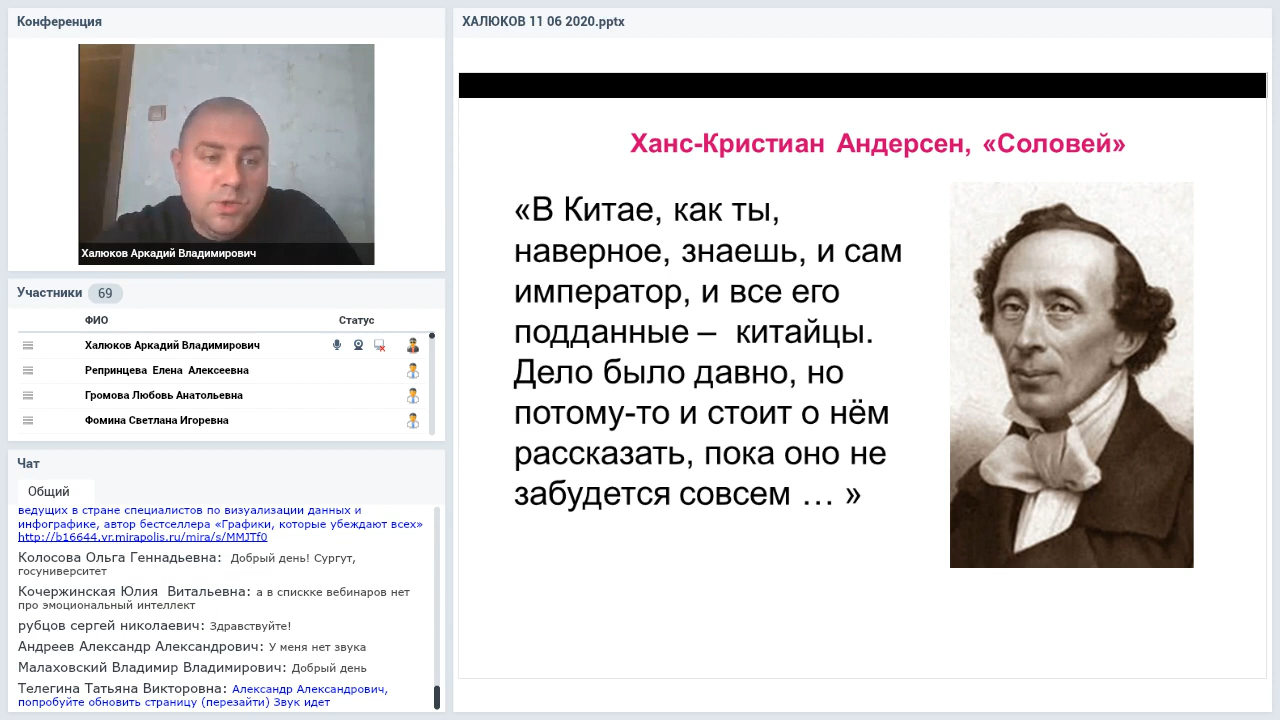 Конференция
Халюков Аркадий Владимирович
Участники 69
ФИО Статус
Халюков Аркадий Владимирович
Репринцева Елена Алексеевна
Громова Любовь Анатольевна
Фомина Светлана Игоревна
Чат
Общий
ведущих в стране специалистов по визуализации данных и
инфографике, автор бестселлера «Графики, которые убеждают всех»
http://b16644.vr.mirapolis.ru/mira/s/MMJTf0
Колосова Ольга Геннадьевна: Добрый день! Сургут,
госуниверситет
Кочержинская Юлия Витальевна: а в спискке вебинаров нет
про эмоциональный интеллект
рубцов сергей николаевич: Здравствуйте!
Андреев Александр Александрович: У меня нет звука
Малаховский Владимир Владимирович: Добрый день
Телегина Татьяна Викторовна: Александр Александрович,
попробуйте обновить страницу (перезайти) Звук идет
ХАЛЮКОВ 11 06 2020.pptx
Ханс-Кристиан Андерсен, «Соловей»
«В Китае, как ты,
наверное, знаешь, и сам
император, и все его
подданные – китайцы.
Дело было давно, но
потому-то и стоит о нём
рассказать, пока оно не
забудется совсем … »